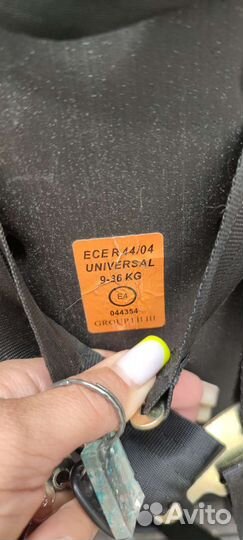 ECE R 44/04
UNIVERSAL
9-36 KG
E4
044354
GROUP I II III
Avito